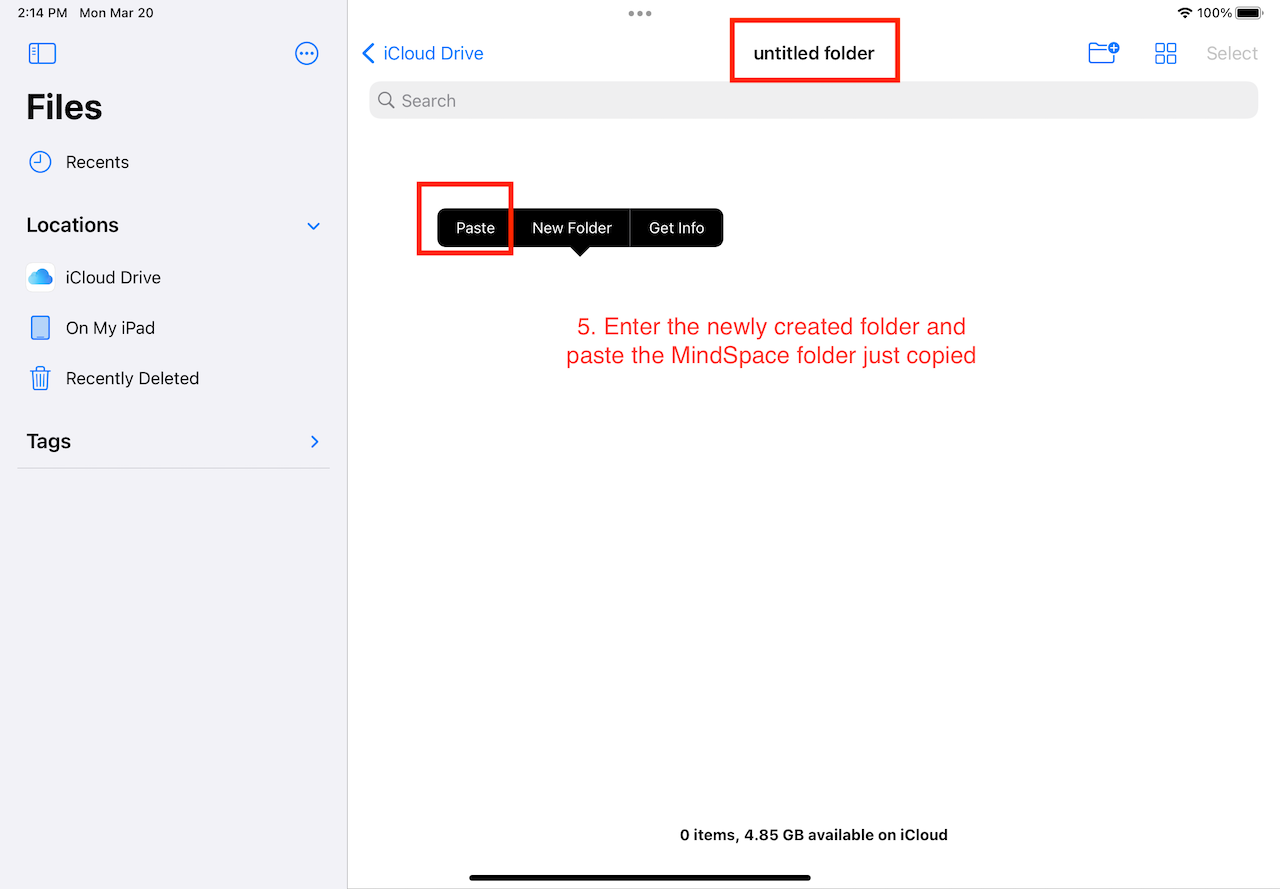 2:14 PM Mon Mar 20
100%
Files
Recents
Locations
iCloud Drive
On My iPad
Recently Deleted
Tags
iCloud Drive
untitled folder
Select
Search
Paste New Folder Get Info
5. Enter the newly created folder and
paste the MindSpace folder just copied
0 items, 4.85 GB available on iCloud